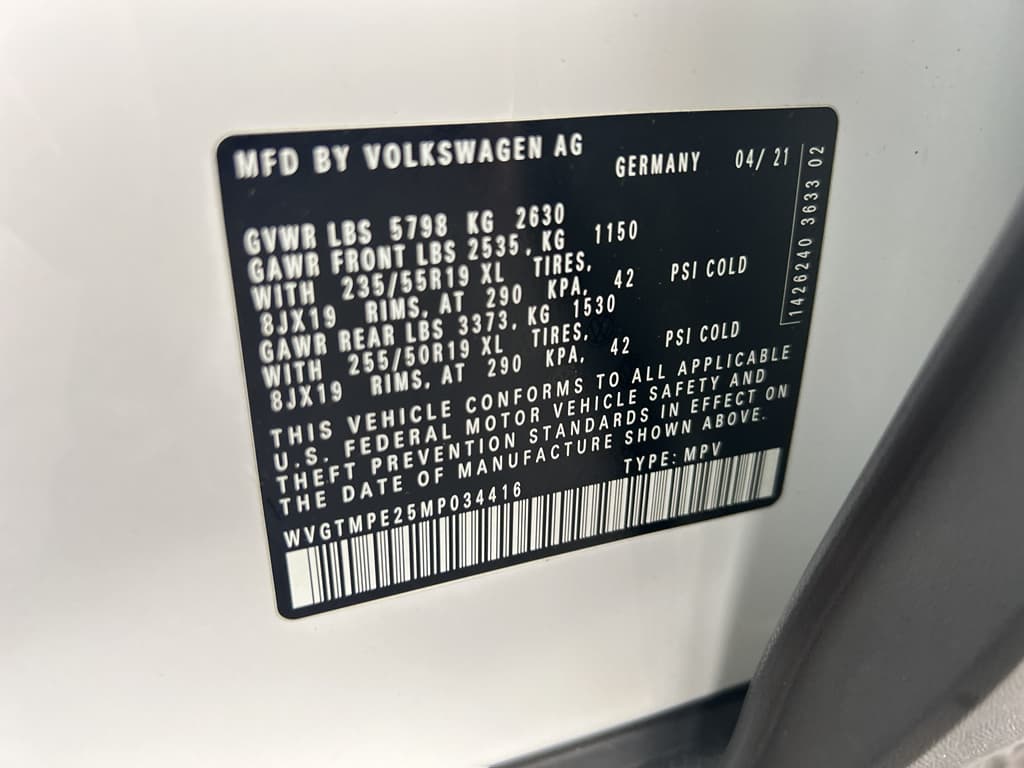 MFD BY VOLKSWAGEN AG GERMANY 04/ 21
GVWR LBS 5798 KG 2630
GAWR FRONT LBS 2535, KG 1150
WITH 235/55R19 XL TIRES,
8JX19 RIMS, AT 290 KPA, 42 PSI COLD
GAWR REAR LBS 3373, KG 1530
WITH 255/50R19 XL TIRES,
8JX19 RIMS, AT 290 KPA, 42 PSI COLD
THIS VEHICLE CONFORMS TO ALL APPLICABLE
U.S. FEDERAL MOTOR VEHICLE SAFETY AND
THEFT PREVENTION STANDARDS IN EFFECT ON
THE DATE OF MANUFACTURE SHOWN ABOVE.
WVGTMPE25MP034416 TYPE: MPV
1426240 3633 02